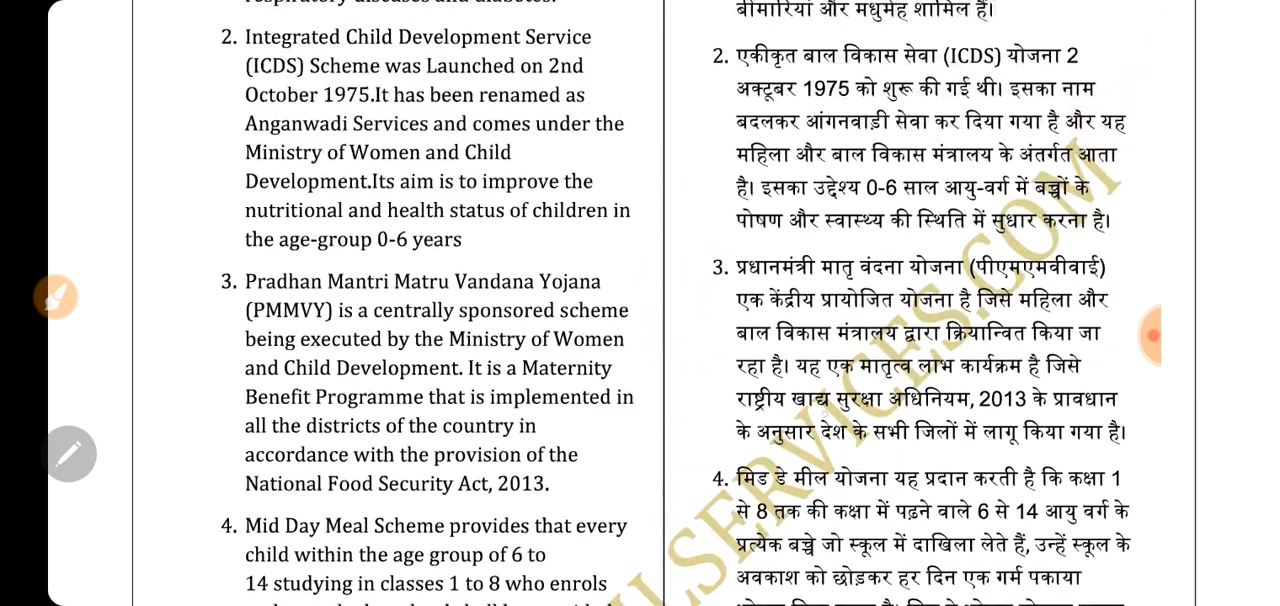 2. Integrated Child Development Service
(ICDS) Scheme was Launched on 2nd
October 1975.It has been renamed as
Anganwadi Services and comes under the
Ministry of Women and Child
Development.Its aim is to improve the
nutritional and health status of children in
the age-group 0-6 years
3. Pradhan Mantri Matru Vandana Yojana
(PMMVY) is a centrally sponsored scheme
being executed by the Ministry of Women
and Child Development. It is a Maternity
Benefit Programme that is implemented in
all the districts of the country in
accordance with the provision of the
National Food Security Act, 2013.
4. Mid Day Meal Scheme provides that every
child within the age group of 6 to
14 studying in classes 1 to 8 who enrols
बीमारियां और मधुमेह शामिल हैं।
2. एकीकृत बाल विकास सेवा (ICDS) योजना 2
अक्टूबर 1975 को शुरू की गई थी। इसका नाम
बदलकर आंगनवाड़ी सेवा कर दिया गया है और यह
महिला और बाल विकास मंत्रालय के अंतर्गत आता
है। इसका उद्देश्य 0-6 साल आयु-वर्ग में बच्चों के
पोषण और स्वास्थ्य की स्थिति में सुधार करना है।
3. प्रधानमंत्री मातृ वंदना योजना (पीएमएमवीवाई)
एक केंद्रीय प्रायोजित योजना है जिसे महिला और
बाल विकास मंत्रालय द्वारा क्रियान्वित किया जा
रहा है। यह एक मातृत्व लाभ कार्यक्रम है जिसे
राष्ट्रीय खाद्य सुरक्षा अधिनियम, 2013 के प्रावधान
के अनुसार देश के सभी जिलों में लागू किया गया है।
4. मिड डे मील योजना यह प्रदान करती है कि कक्षा 1
से 8 तक की कक्षा में पढ़ने वाले 6 से 14 आयु वर्ग के
प्रत्येक बच्चे जो स्कूल में दाखिला लेते हैं, उन्हें स्कूल के
अवकाश को छोड़कर हर दिन एक गर्म पकाया
ILSERVICES.COM